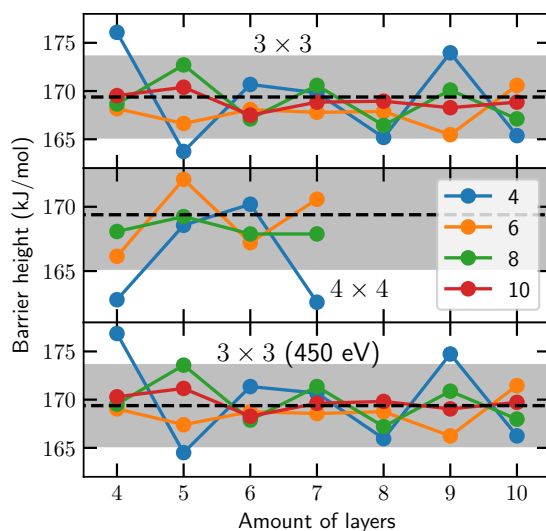 175
170
165
3 × 3
170
165
4 × 4
4
6
8
10
175
170
165
3 × 3 (450 eV)
4 5 6 7 8 9 10
Amount of layers
Barrier height (kJ/mol)